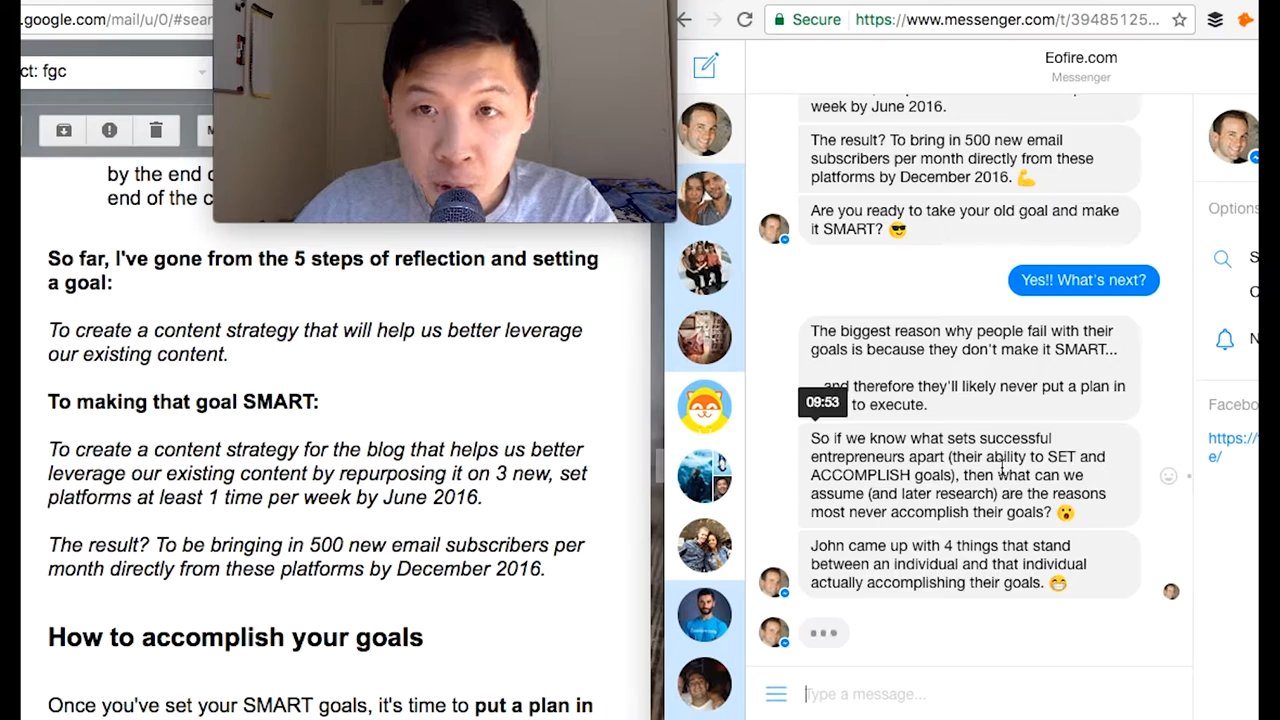 .google.com/mail/u/0/#sear
ct: fgc
by the end
end of the
So far, I've gone from the 5 steps of reflection and setting
a goal:
To create a content strategy that will help us better leverage
our existing content.
To making that goal SMART:
To create a content strategy for the blog that helps us better
leverage our existing content by repurposing it on 3 new, set
platforms at least 1 time per week by June 2016.
The result? To be bringing in 500 new email subscribers per
month directly from these platforms by December 2016.
How to accomplish your goals
Once you've set your SMART goals, it's time to put a plan in
Secure https://www.messenger.com/t/39485125...
Eofire.com
Messenger
week by June 2016.
The result? To bring in 500 new email
subscribers per month directly from these
platforms by December 2016. 💪
Are you ready to take your old goal and make
it SMART? 😎
Yes!! What's next?
The biggest reason why people fail with their
goals is because they don't make it SMART...
and therefore they'll likely never put a plan in
to execute.
09:53
So if we know what sets successful
entrepreneurs apart (their ability to SET and
ACCOMPLISH goals), then what can we
assume (and later research) are the reasons
most never accomplish their goals? 😮
John came up with 4 things that stand
between an individual and that individual
actually accomplishing their goals. 😁
Type a message...
Options
S
C
N
Faceb
https://
e/